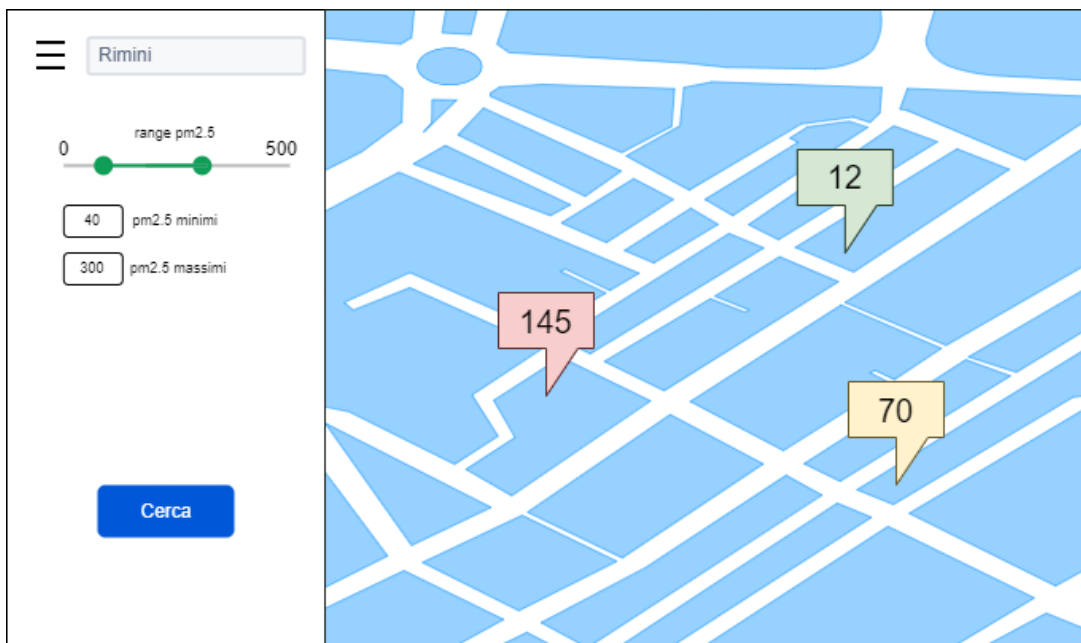 Rimini
range pm2.5
0 500
40 pm2.5 minimi
300 pm2.5 massimi
Cerca
12
145
70